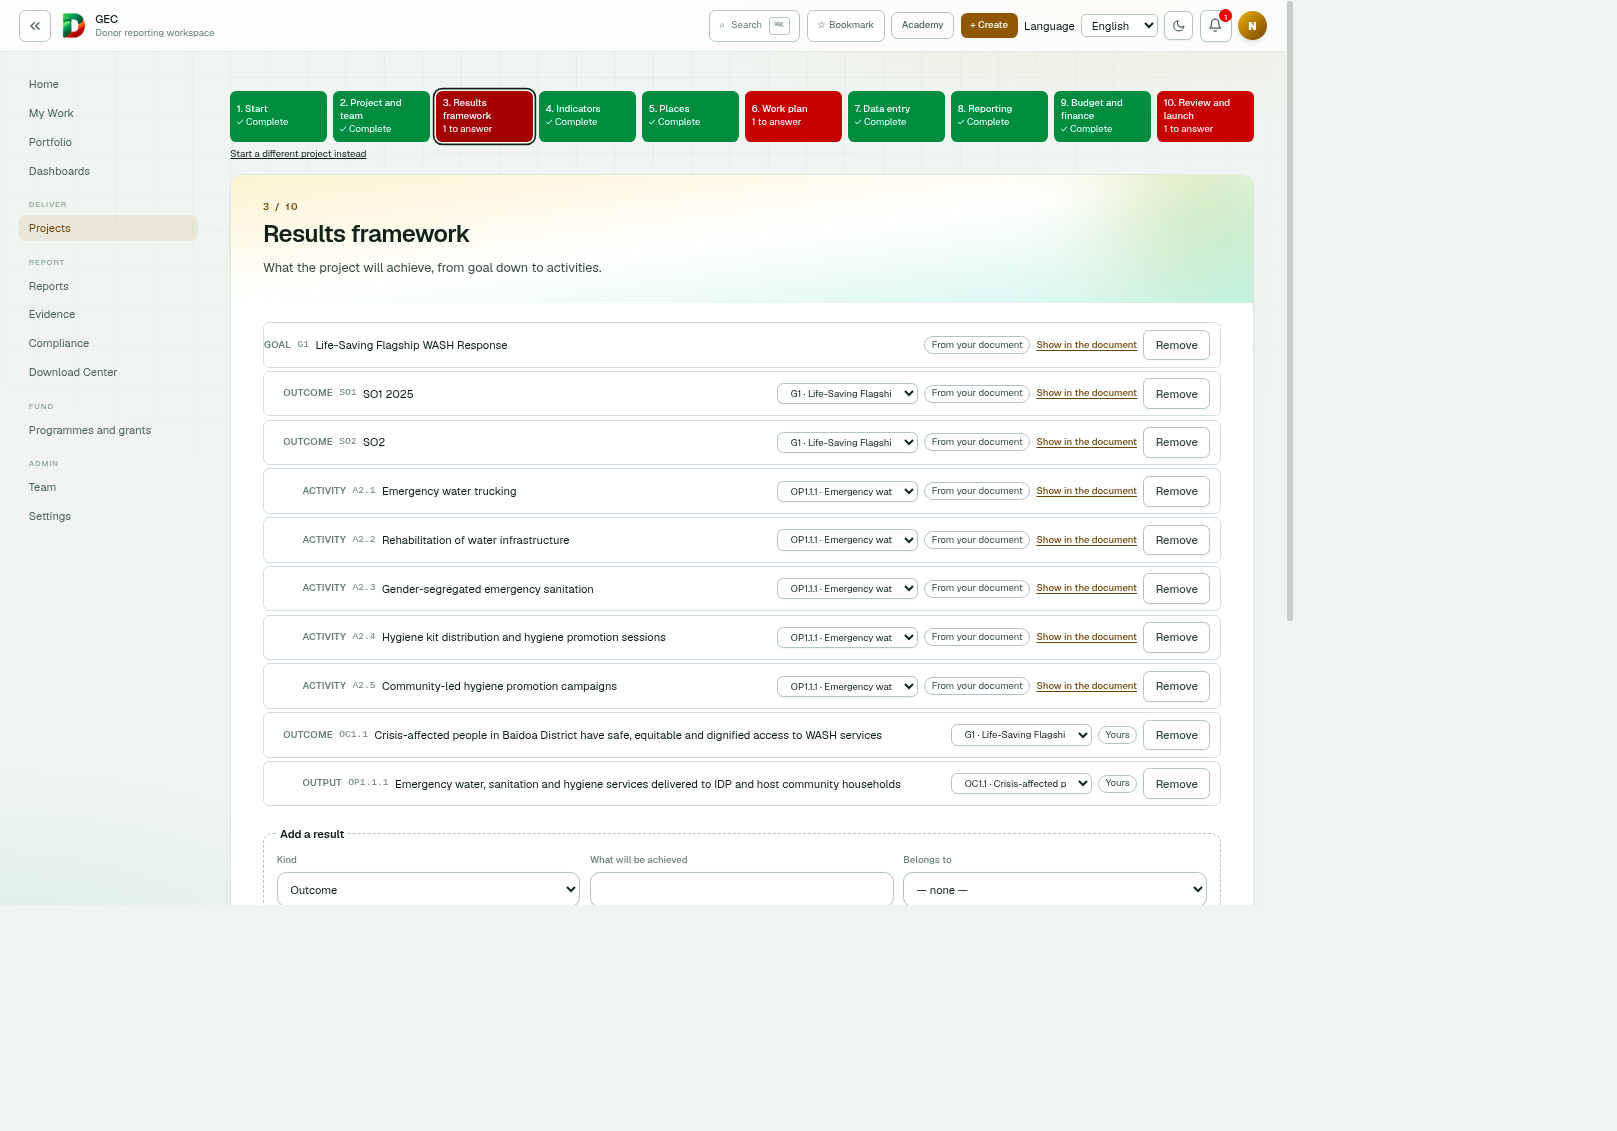 GEC
Donor reporting workspace
Search ⌘K
☆ Bookmark
Academy
+ Create
Language
English
1
N
Home
My Work
Portfolio
Dashboards
DELIVER
Projects
REPORT
Reports
Evidence
Compliance
Download Center
FUND
Programmes and grants
ADMIN
Team
Settings
1. Start
✓ Complete
2. Project and
team
✓ Complete
3. Results
framework
1 to answer
4. Indicators
✓ Complete
5. Places
✓ Complete
6. Work plan
1 to answer
7. Data entry
✓ Complete
8. Reporting
✓ Complete
9. Budget and
finance
✓ Complete
10. Review and
launch
1 to answer
Start a different project instead
3 / 10
Results framework
What the project will achieve, from goal down to activities.
GOAL G1 Life-Saving Flagship WASH Response From your document Show in the document Remove
OUTCOME SO1 SO1 2025 G1 · Life-Saving Flagshi From your document Show in the document Remove
OUTCOME SO2 SO2 G1 · Life-Saving Flagshi From your document Show in the document Remove
ACTIVITY A2.1 Emergency water trucking OP1.1.1 · Emergency wat From your document Show in the document Remove
ACTIVITY A2.2 Rehabilitation of water infrastructure OP1.1.1 · Emergency wat From your document Show in the document Remove
ACTIVITY A2.3 Gender-segregated emergency sanitation OP1.1.1 · Emergency wat From your document Show in the document Remove
ACTIVITY A2.4 Hygiene kit distribution and hygiene promotion sessions OP1.1.1 · Emergency wat From your document Show in the document Remove
ACTIVITY A2.5 Community-led hygiene promotion campaigns OP1.1.1 · Emergency wat From your document Show in the document Remove
OUTCOME OC1.1 Crisis-affected people in Baidoa District have safe, equitable and dignified access to WASH services G1 · Life-Saving Flagshi Yours Remove
OUTPUT OP1.1.1 Emergency water, sanitation and hygiene services delivered to IDP and host community households OC1.1 · Crisis-affected p Yours Remove
Add a result
Kind
What will be achieved
Belongs to
Outcome
— none —